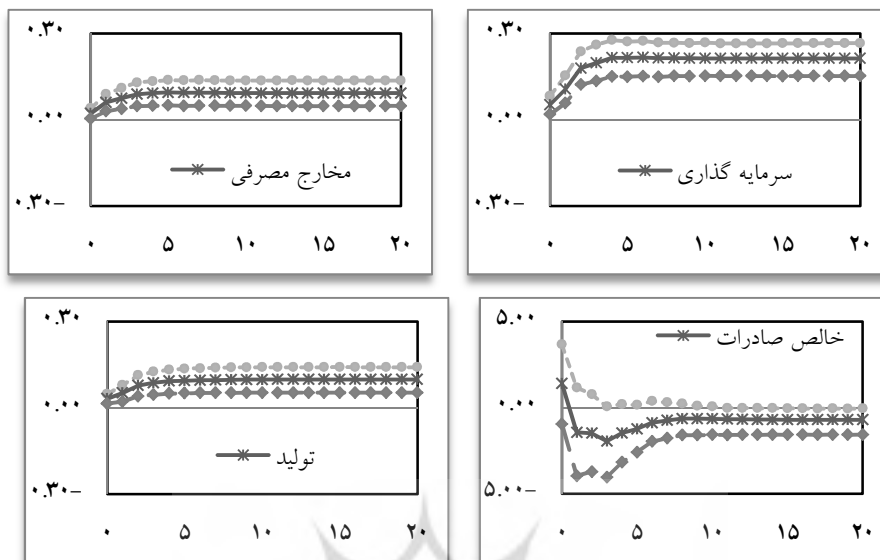 ۰.۳۰
۰.۰۰
۰.۳۰−
مخارج مصرفی
۰ ۵ ۱۰ ۱۵ ۲۰
۰.۳۰
۰.۰۰
۰.۳۰−
سرمایه گذاری
۰ ۵ ۱۰ ۱۵ ۲۰
۰.۳۰
۰.۰۰
۰.۳۰−
تولید
۰ ۵ ۱۰ ۱۵ ۲۰
۵.۰۰
۰.۰۰
۵.۰۰−
خالص صادرات
۰ ۵ ۱۰ ۱۵ ۲۰